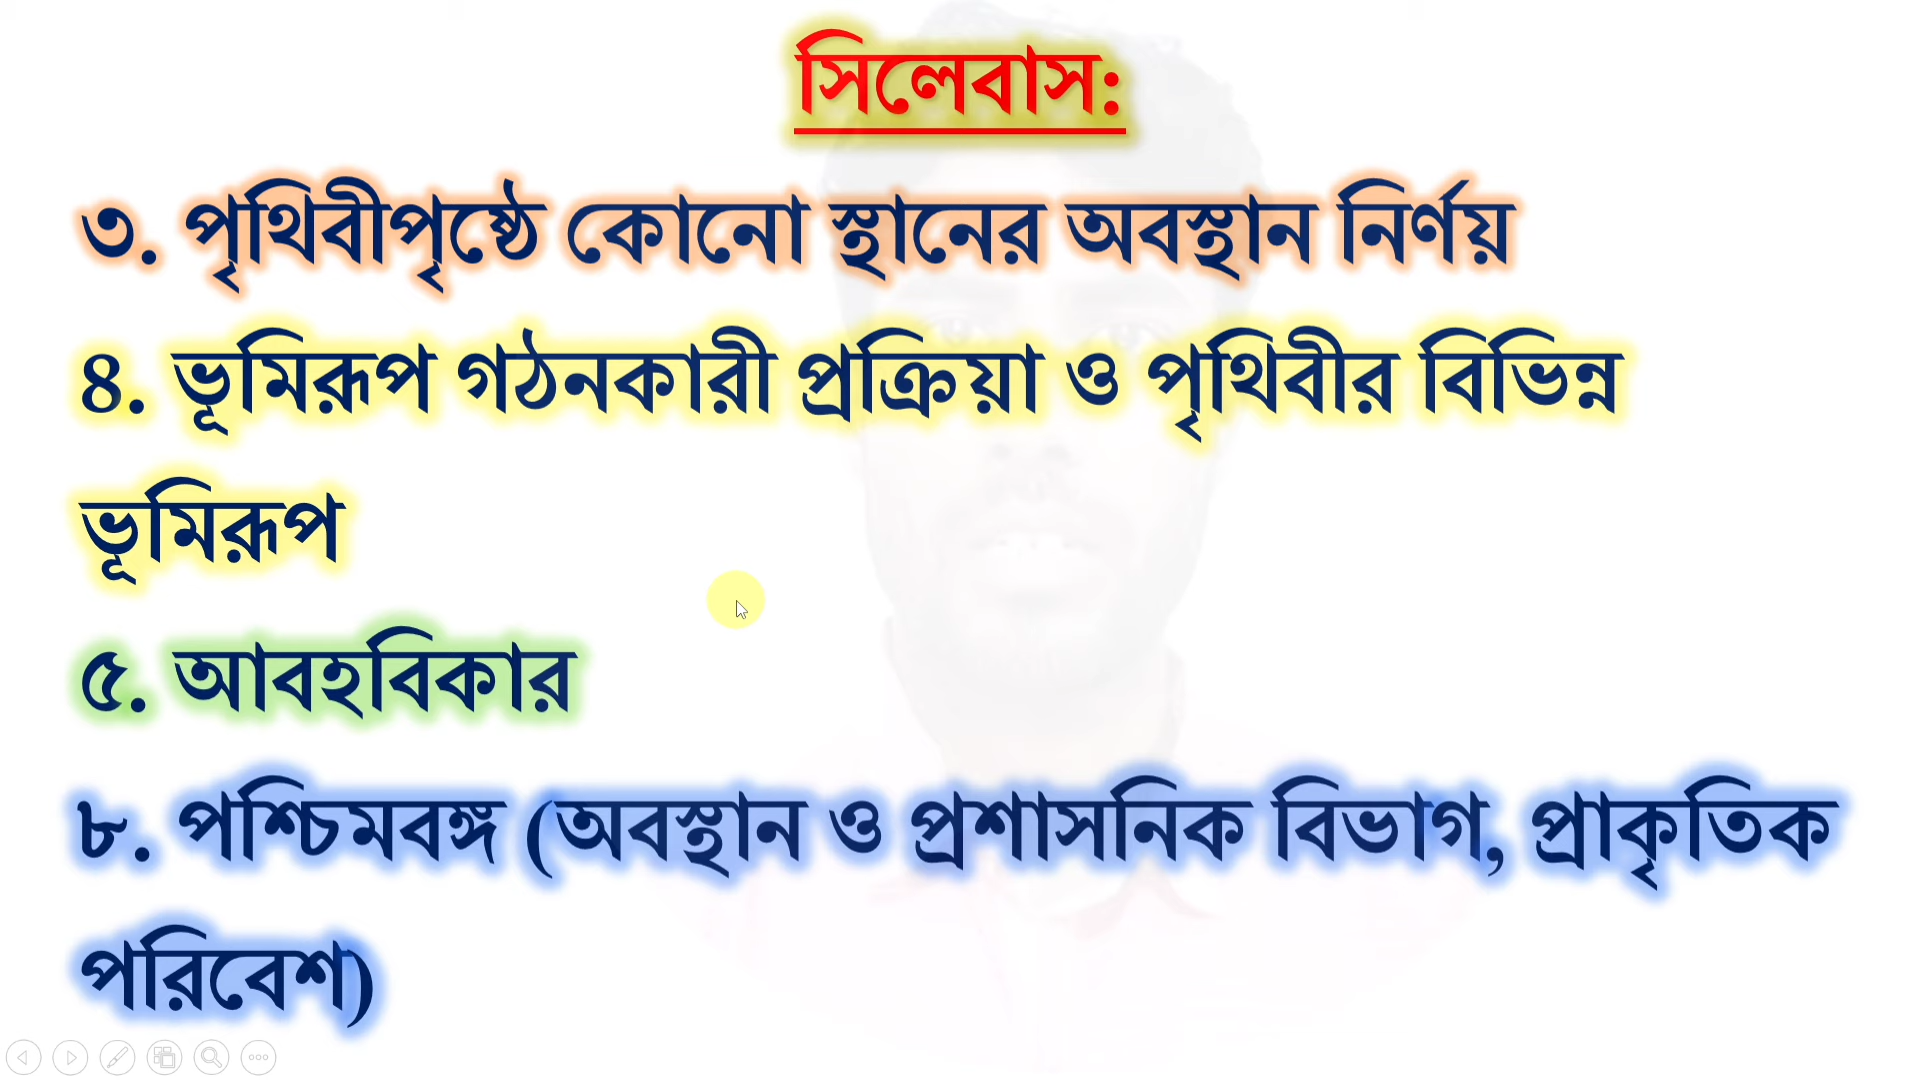 সিলেবাস:
৩. পৃথিবীপৃষ্ঠে কোনো স্থানের অবস্থান নির্ণয়
৪. ভূমিরূপ গঠনকারী প্রক্রিয়া ও পৃথিবীর বিভিন্ন
ভূমিরূপ
৫. আবহবিকার
৮. পশ্চিমবঙ্গ (অবস্থান ও প্রশাসনিক বিভাগ, প্রাকৃতিক
পরিবেশ)